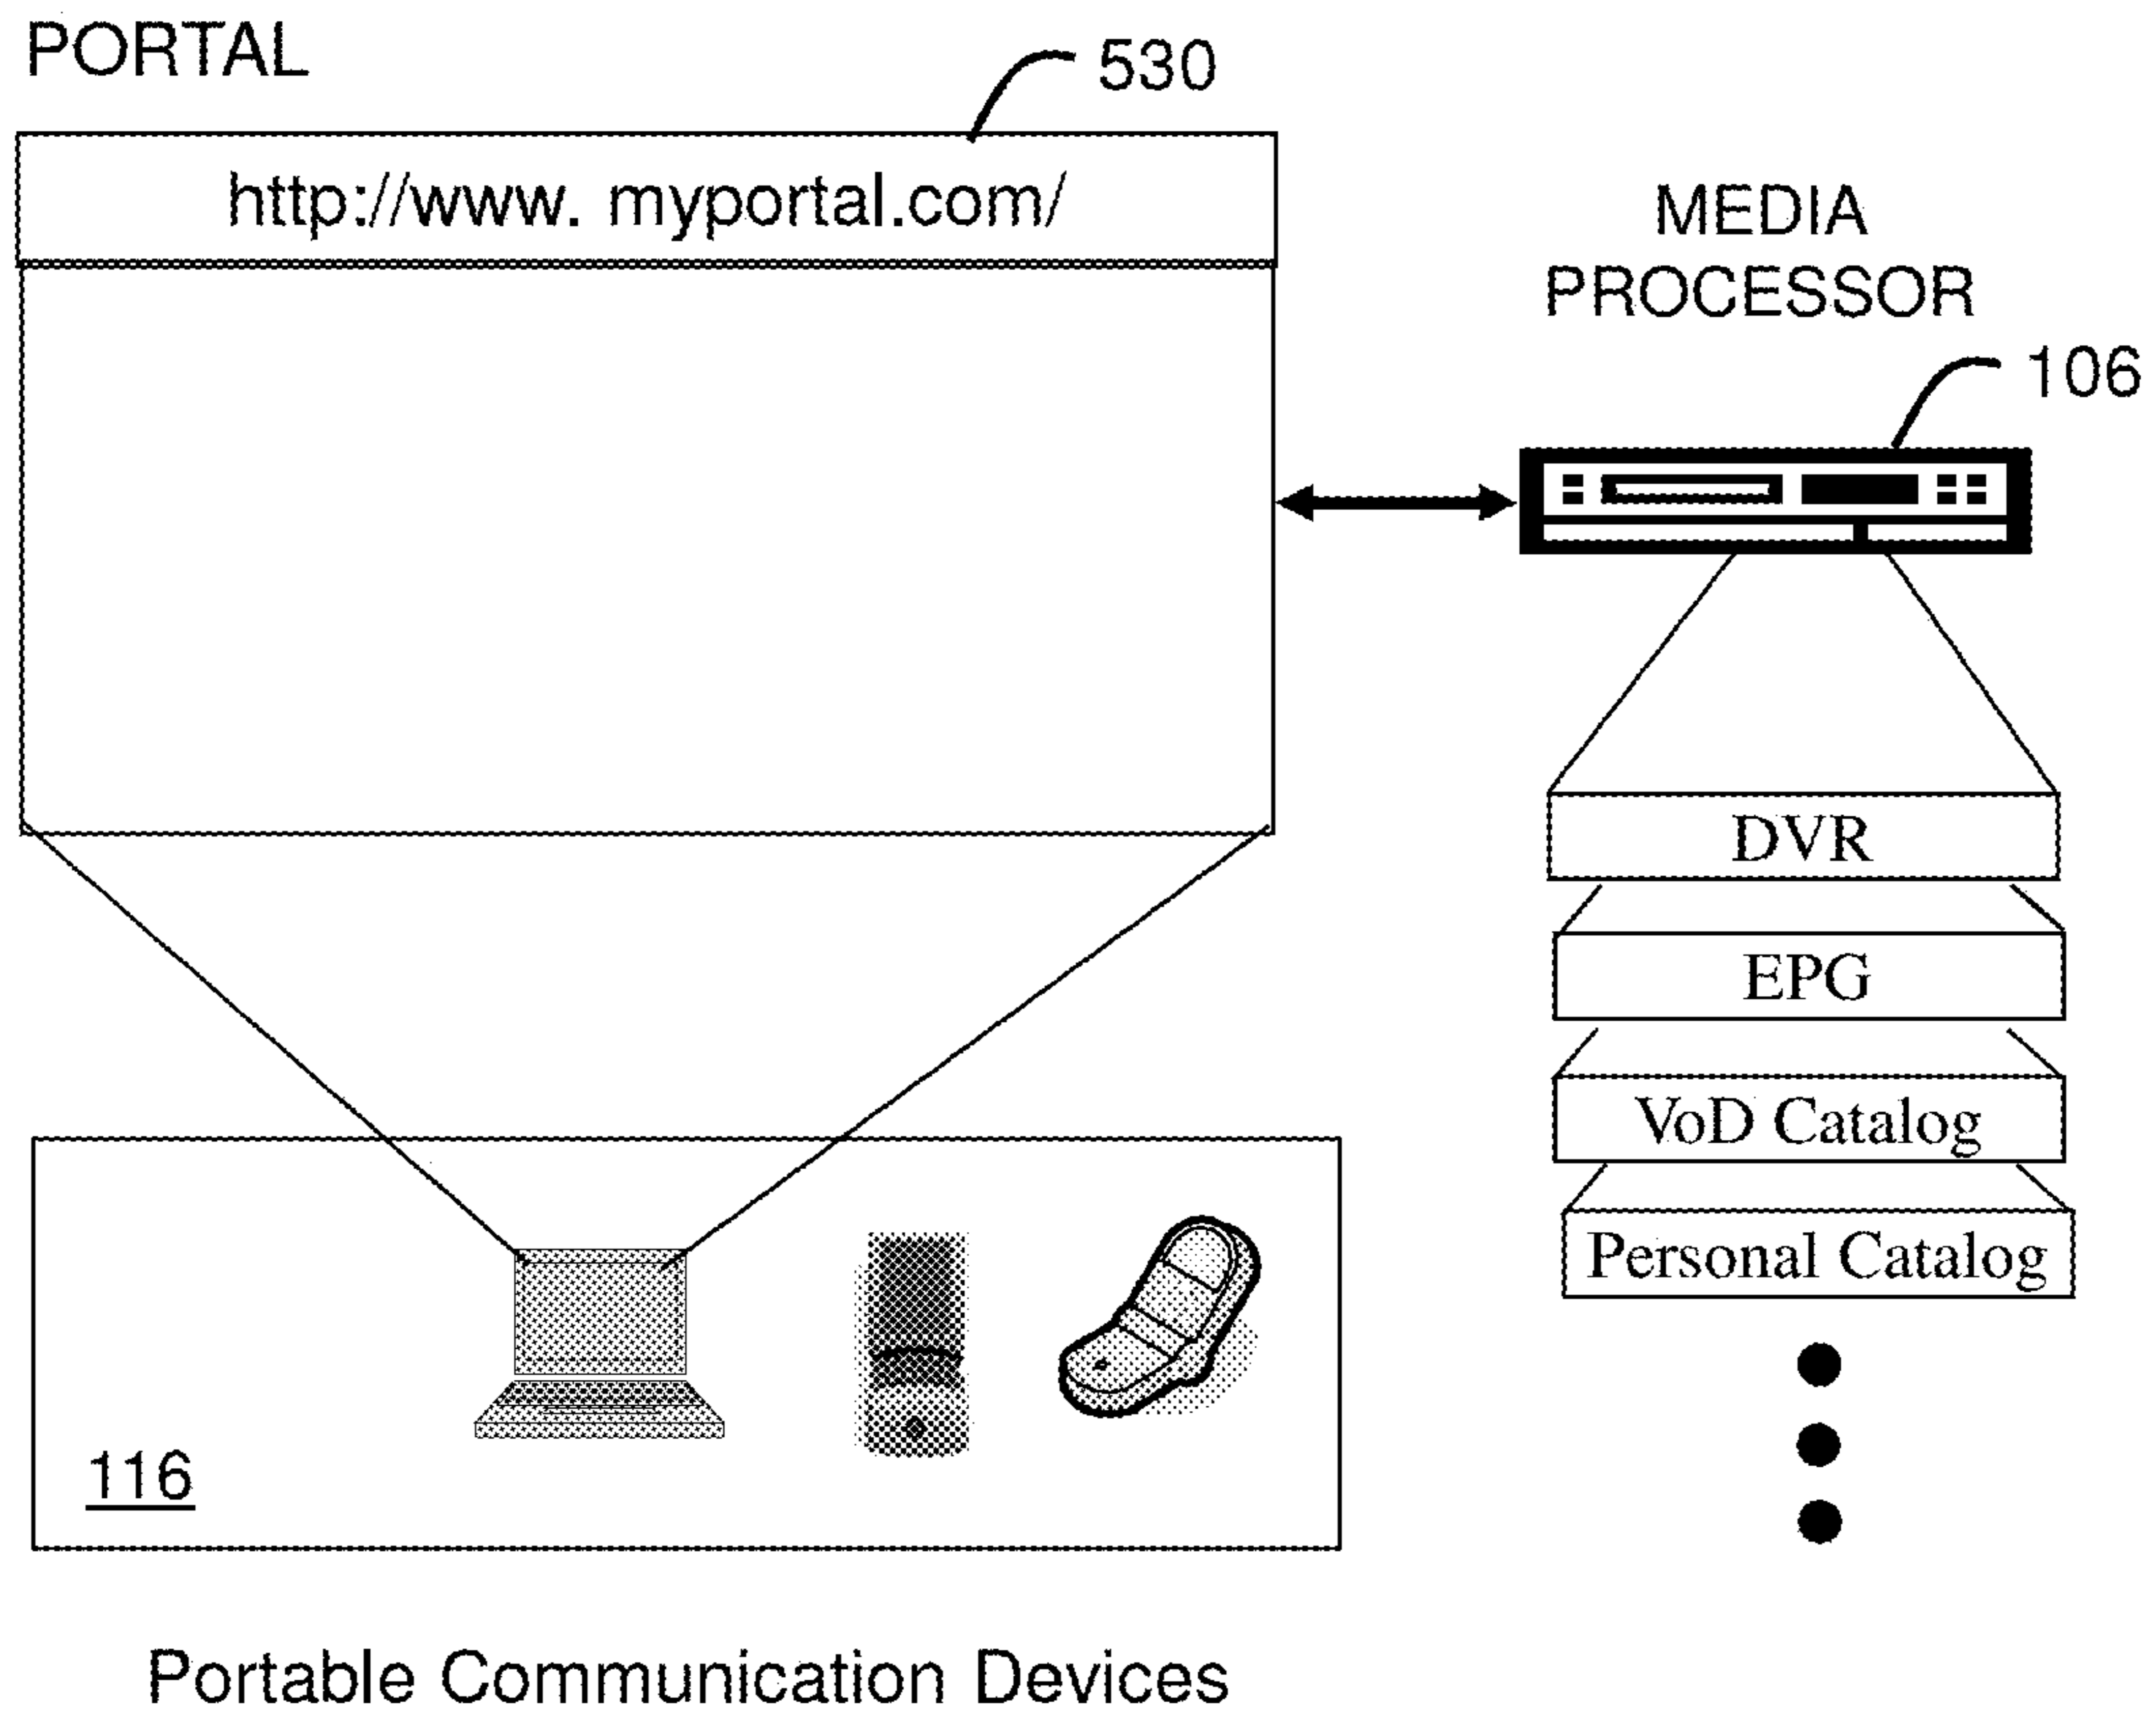 PORTAL
530
http://www. myportal.com/
MEDIA
PROCESSOR
106
DVR
EPG
VoD Catalog
Personal Catalog
116
Portable Communication Devices